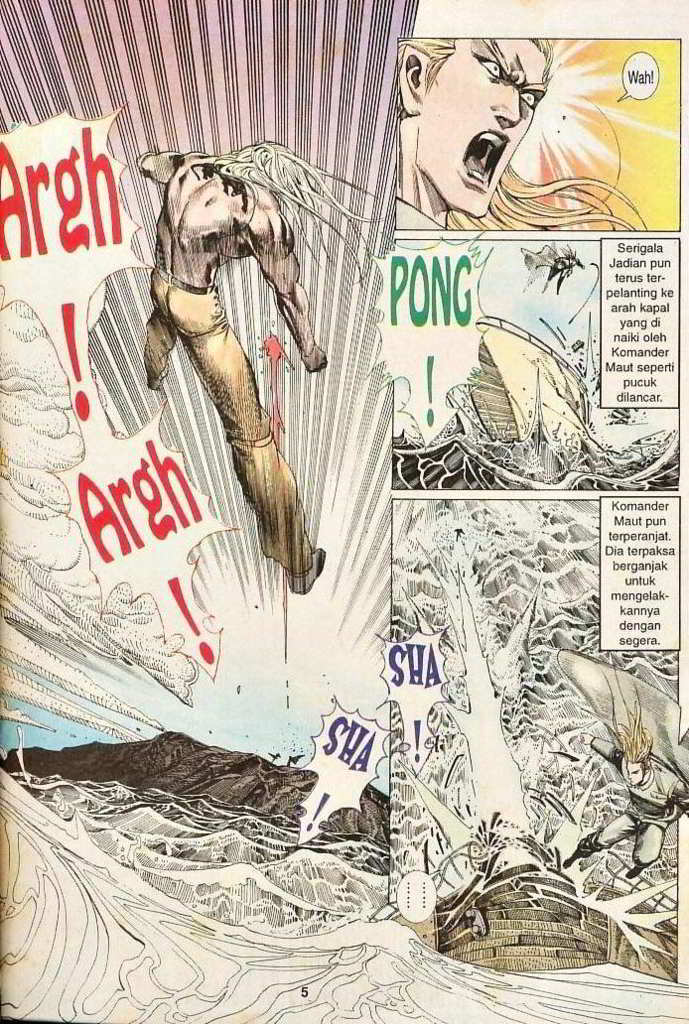 Argh
!
Argh
!
SHA
!
Wah!
PONG
!
Serigala
Jadian pun
terus ter-
pelanting ke
arah kapal
yang di
naiki oleh
Komander
Maut seperti
pucuk
dilancar.
Komander
Maut pun
terperanjat.
Dia terpaksa
berganjak
untuk
mengelak-
kannya
dengan
segera.
SHA
!
......
5